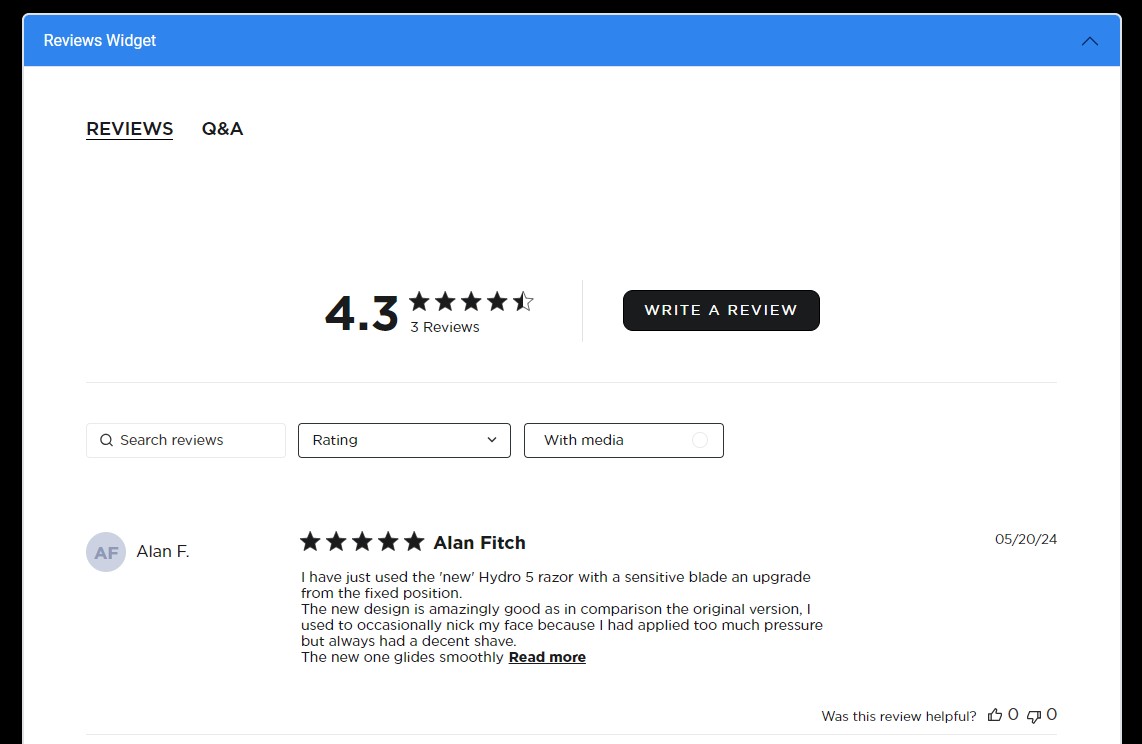 Reviews Widget
REVIEWS Q&A
4.3
3 Reviews
WRITE A REVIEW
Search reviews Rating With media
AF Alan F. Alan Fitch 05/20/24
I have just used the 'new' Hydro 5 razor with a sensitive blade an upgrade
from the fixed position.
The new design is amazingly good as in comparison the original version, I
used to occasionally nick my face because I had applied too much pressure
but always had a decent shave.
The new one glides smoothly Read more
Was this review helpful? 0 0